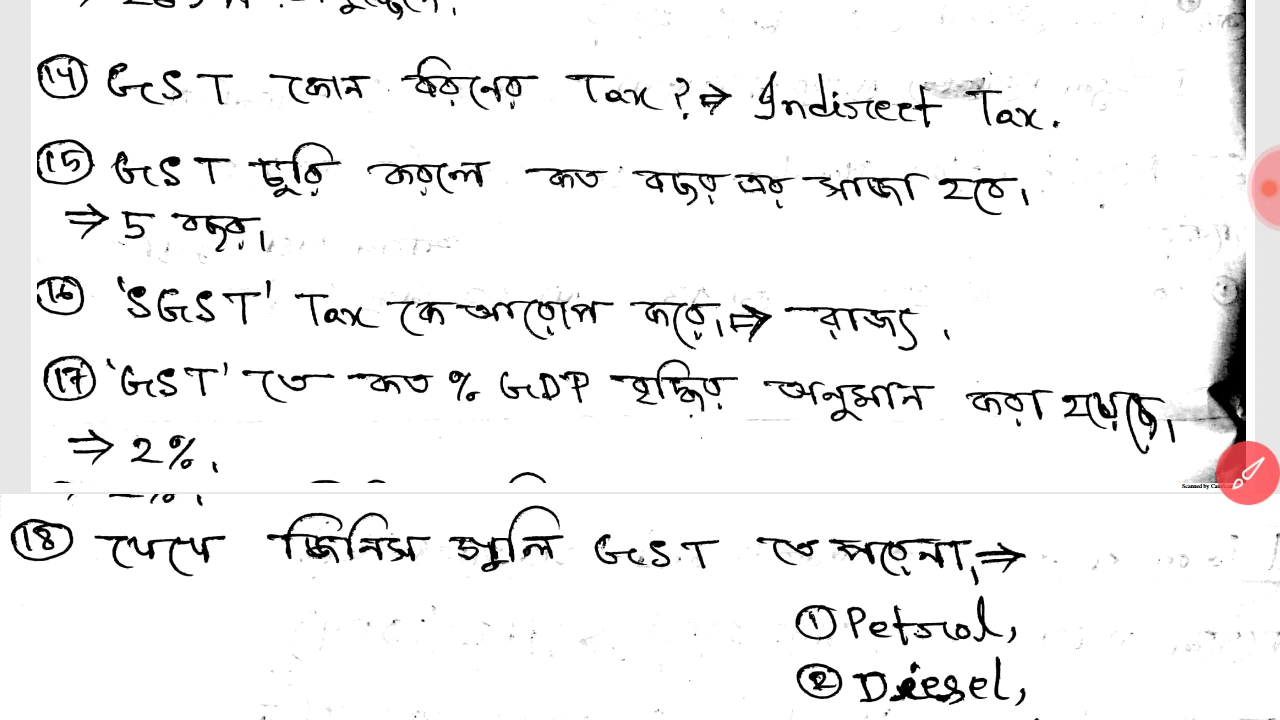 ⑭ GST কোন ধরনের Tax? ⇒ Indirect Tax.
⑮ GST চুরি করলে কত বছর এর সাজা হবে।
⇒ 5 বছর।
⑯ 'SGST' Tax কে আরোপ করে। ⇒ রাজ্য.
⑰ 'GST' তে কত % GDP বৃদ্ধির অনুমান করা হয়েছে।
⇒ 2%.
⑱ যেযে জিনিস গুলি GST তে পরেনা, ⇒
① Petrol,
② Diesel,